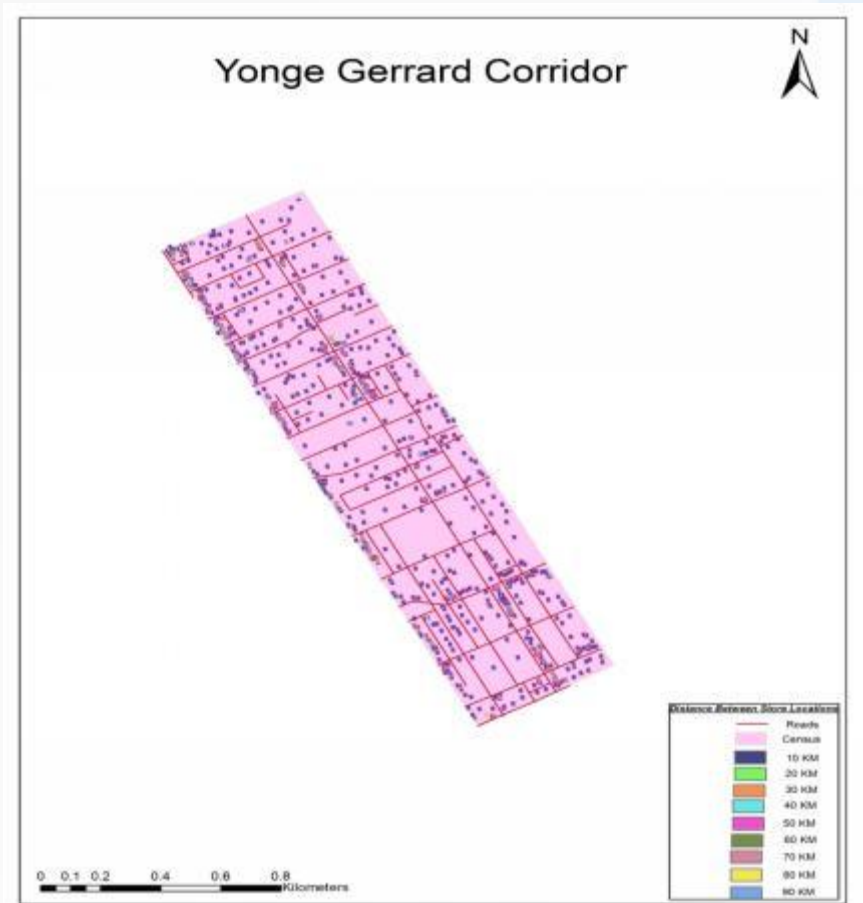 N
Yonge Gerrard Corridor
Distance Between Store Locations
Roads
Census
10 KM
20 KM
30 KM
40 KM
50 KM
60 KM
70 KM
80 KM
90 KM
0 0.1 0.2 0.4 0.6 0.8
Kilometers